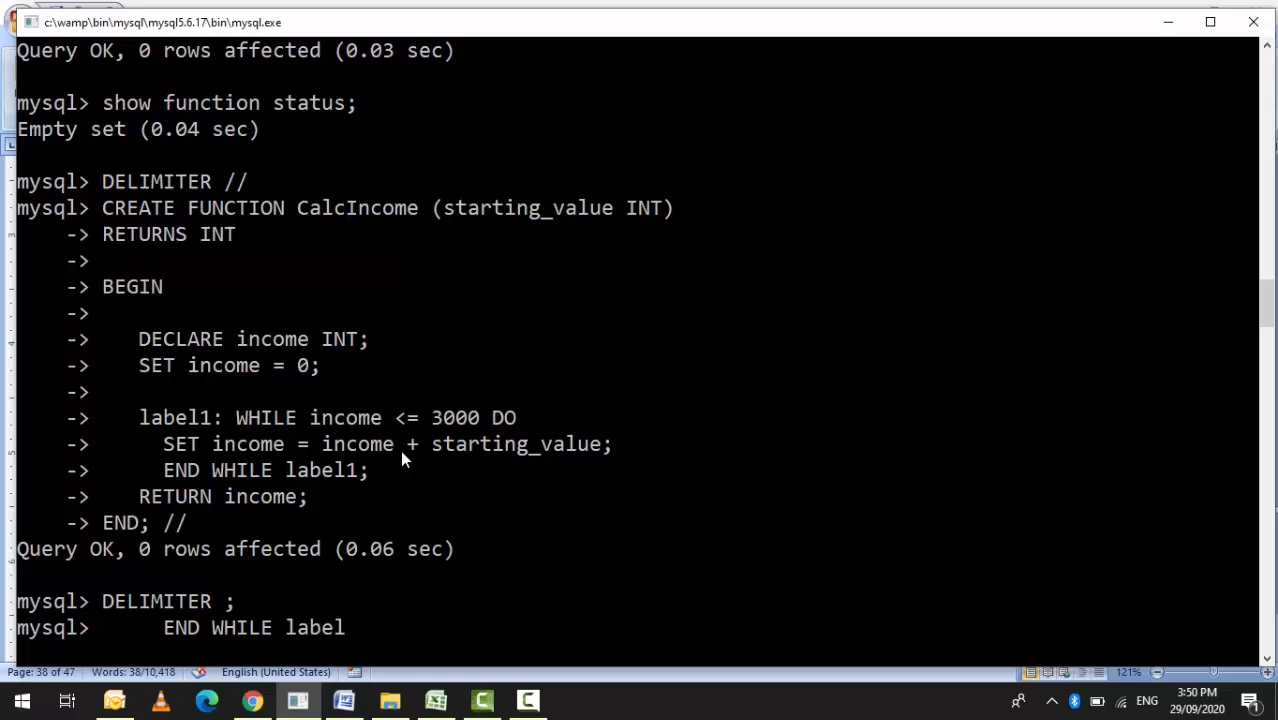 c:\wamp\bin\mysql\mysql5.6.17\bin\mysql.exe
Query OK, 0 rows affected (0.03 sec)
mysql> show function status;
Empty set (0.04 sec)
mysql> DELIMITER //
mysql> CREATE FUNCTION CalcIncome (starting_value INT)
-> RETURNS INT
->
-> BEGIN
->
-> DECLARE income INT;
-> SET income = 0;
->
-> label1: WHILE income <= 3000 DO
-> SET income = income + starting_value;
-> END WHILE label1;
-> RETURN income;
-> END; //
Query OK, 0 rows affected (0.06 sec)
mysql> DELIMITER ;
mysql> END WHILE label
Page: 38 of 47 Words: 38/10,418 English (United States) 121%
ENG 3:50 PM
29/09/2020